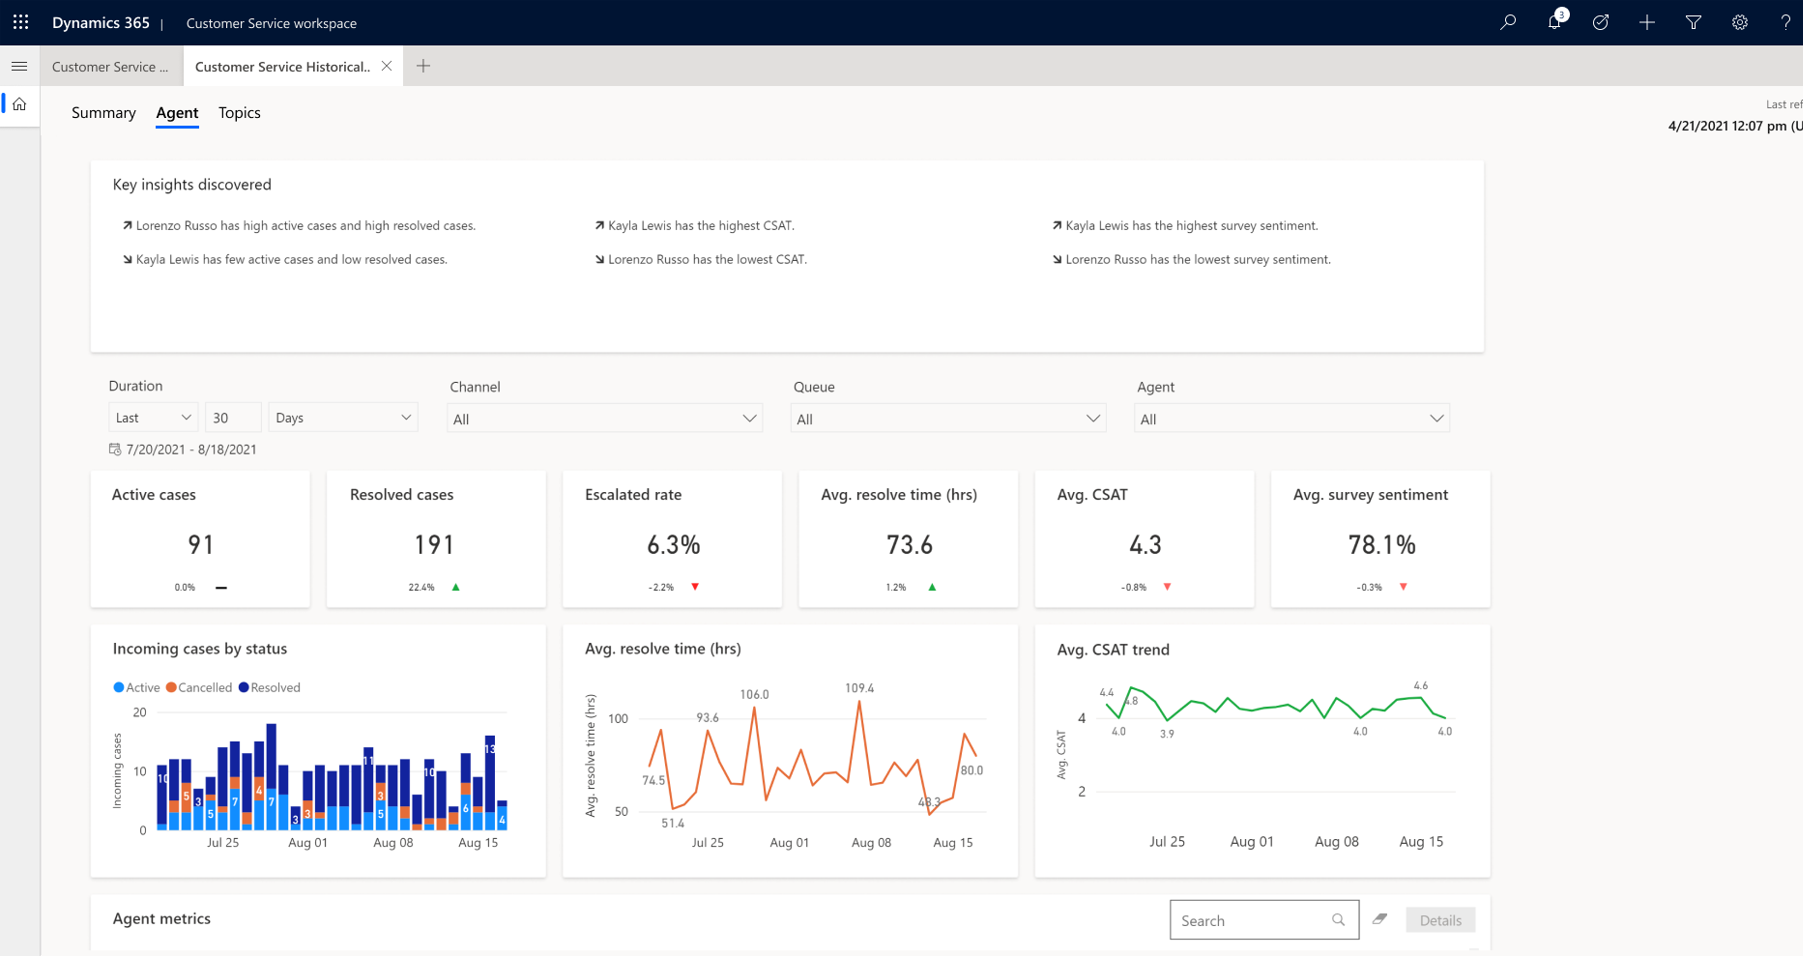 Dynamics 365 | Customer Service workspace
3
?
Customer Service ...
Customer Service Historical..
Summary Agent Topics
Last ref
4/21/2021 12:07 pm (U
Key insights discovered
Lorenzo Russo has high active cases and high resolved cases.
Kayla Lewis has the highest CSAT.
Kayla Lewis has the highest survey sentiment.
Kayla Lewis has few active cases and low resolved cases.
Lorenzo Russo has the lowest CSAT.
Lorenzo Russo has the lowest survey sentiment.
Duration Channel Queue Agent
Last 30 Days All All All
7/20/2021 - 8/18/2021
Active cases
91
0.0%
Resolved cases
191
22.4%
Escalated rate
6.3%
-2.2%
Avg. resolve time (hrs)
73.6
1.2%
Avg. CSAT
4.3
-0.8%
Avg. survey sentiment
78.1%
-0.3%
Incoming cases by status
Active Cancelled Resolved
Incoming cases
20
10
0
10 5 3 5 7 4 7 3 3 11 3 5 10 6 13 4
Jul 25 Aug 01 Aug 08 Aug 15
Avg. resolve time (hrs)
Avg. resolve time (hrs)
100
50
74.5 51.4 93.6 106.0 109.4 48.3 80.0
Jul 25 Aug 01 Aug 08 Aug 15
Avg. CSAT trend
Avg. CSAT
4
2
4.4 4.0 4.8 3.9 4.0 4.6 4.0
Jul 25 Aug 01 Aug 08 Aug 15
Agent metrics
Search
Details